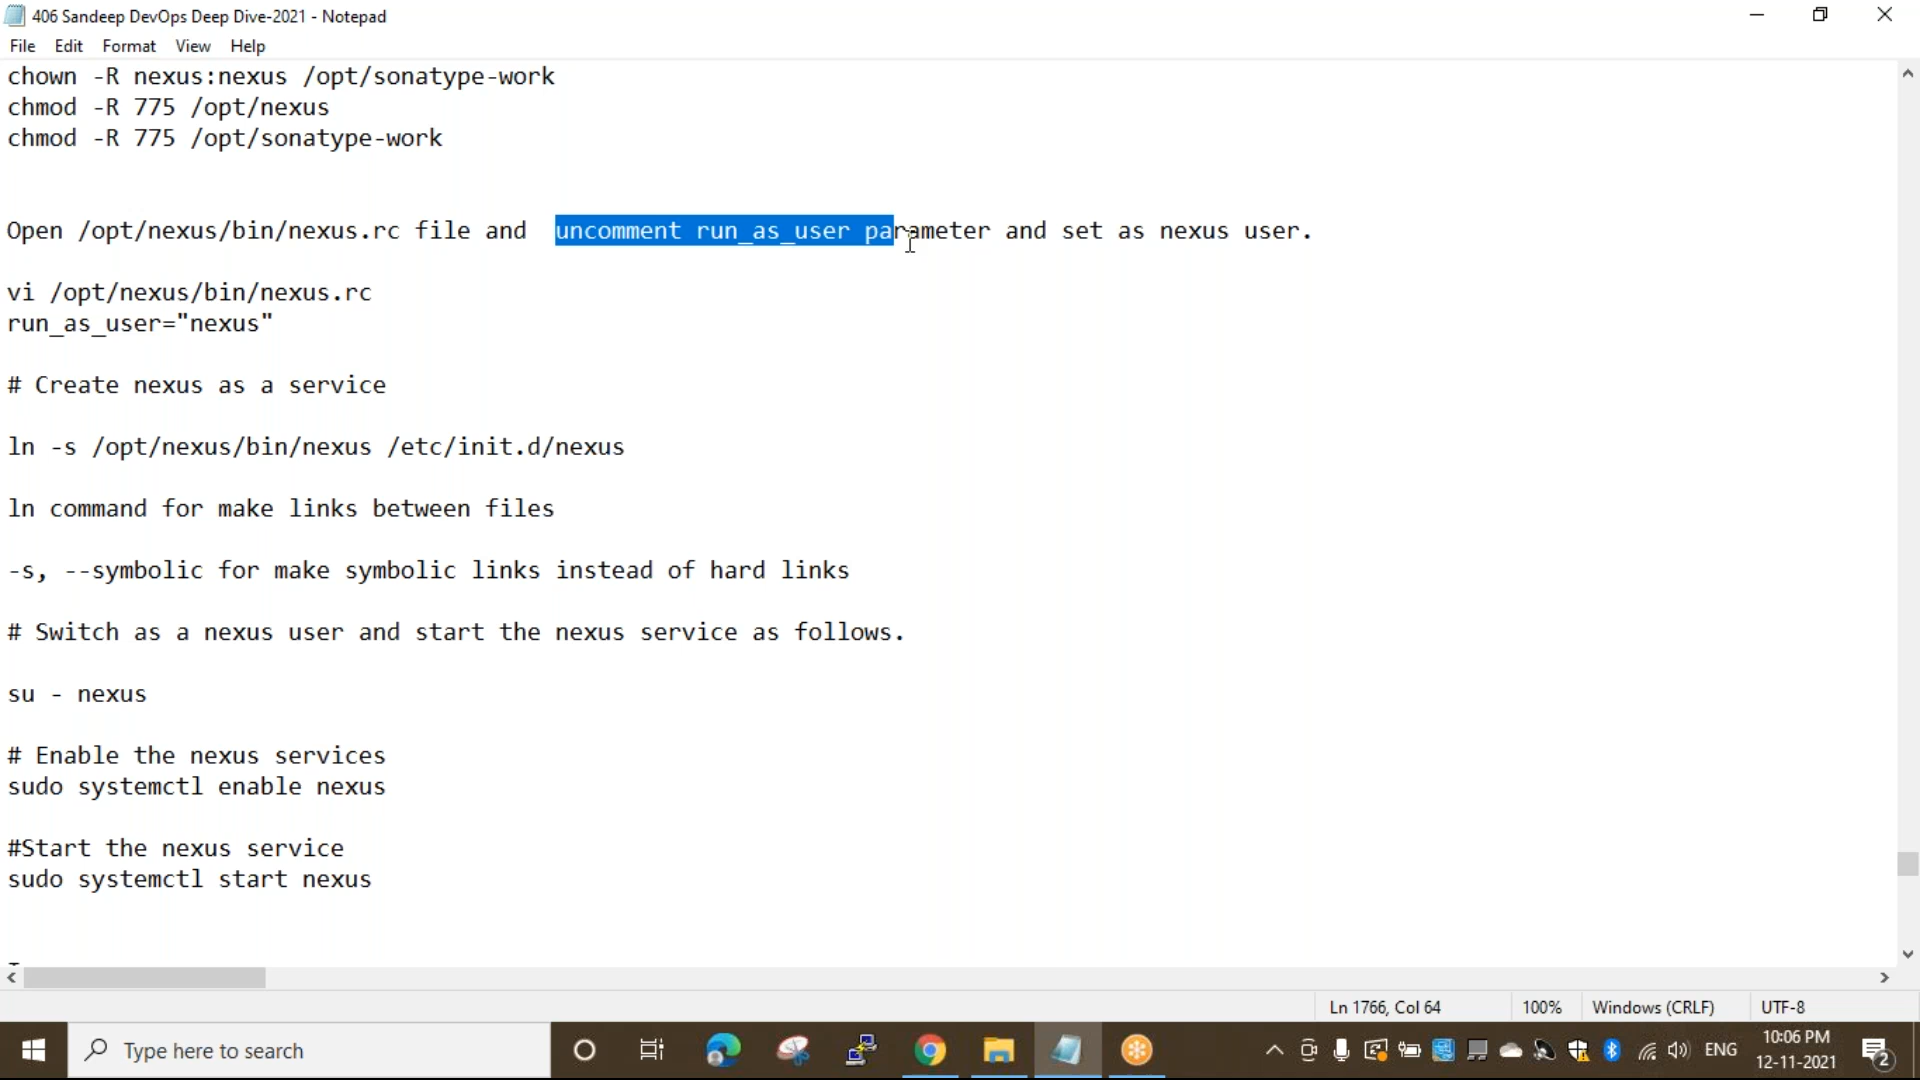 406 Sandeep DevOps Deep Dive-2021 - Notepad
File Edit Format View Help
chown -R nexus:nexus /opt/sonatype-work
chmod -R 775 /opt/nexus
chmod -R 775 /opt/sonatype-work
Open /opt/nexus/bin/nexus.rc file and  uncomment run_as_user parameter and set as nexus user.
vi /opt/nexus/bin/nexus.rc
run_as_user="nexus"
# Create nexus as a service
ln -s /opt/nexus/bin/nexus /etc/init.d/nexus
ln command for make links between files
-s, --symbolic for make symbolic links instead of hard links
# Switch as a nexus user and start the nexus service as follows.
su - nexus
# Enable the nexus services
sudo systemctl enable nexus
#Start the nexus service
sudo systemctl start nexus
Ln 1766, Col 64 100% Windows (CRLF) UTF-8
Type here to search
ENG
10:06 PM
12-11-2021
2